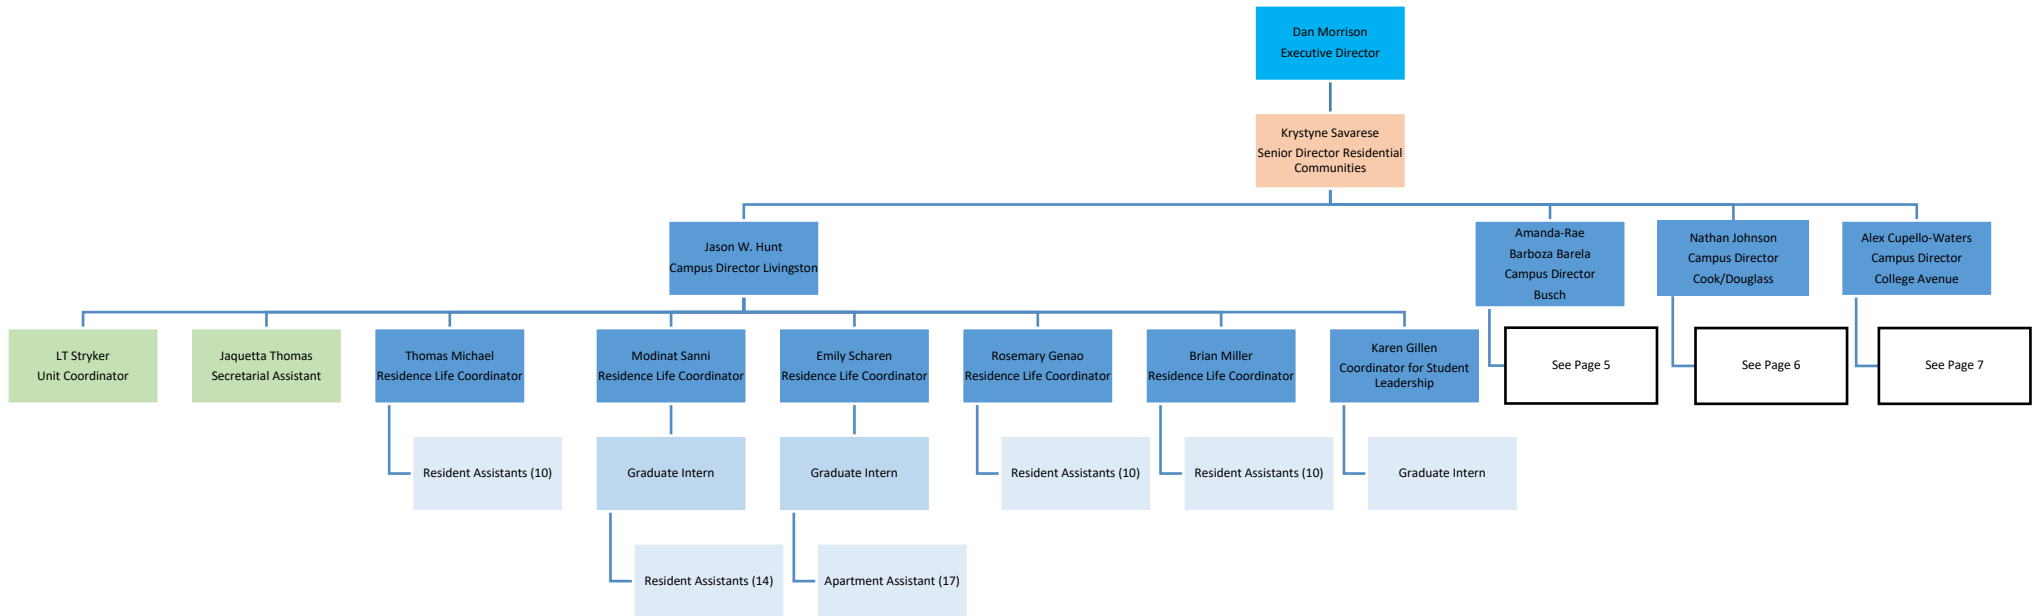 Dan Morrison
Executive Director
Krystyne Savarese
Senior Director Residential
Communities
Jason W. Hunt
Campus Director Livingston
Amanda-Rae
Barboza Barela
Campus Director
Busch
Nathan Johnson
Campus Director
Cook/Douglass
Alex Cupello-Waters
Campus Director
College Avenue
LT Stryker
Unit Coordinator
Jaquetta Thomas
Secretarial Assistant
Thomas Michael
Residence Life Coordinator
Modinat Sanni
Residence Life Coordinator
Emily Scharen
Residence Life Coordinator
Rosemary Genao
Residence Life Coordinator
Brian Miller
Residence Life Coordinator
Karen Gillen
Coordinator for Student
Leadership
See Page 5
See Page 6
See Page 7
Resident Assistants (10)
Graduate Intern
Graduate Intern
Resident Assistants (10)
Resident Assistants (10)
Graduate Intern
Resident Assistants (14)
Apartment Assistant (17)